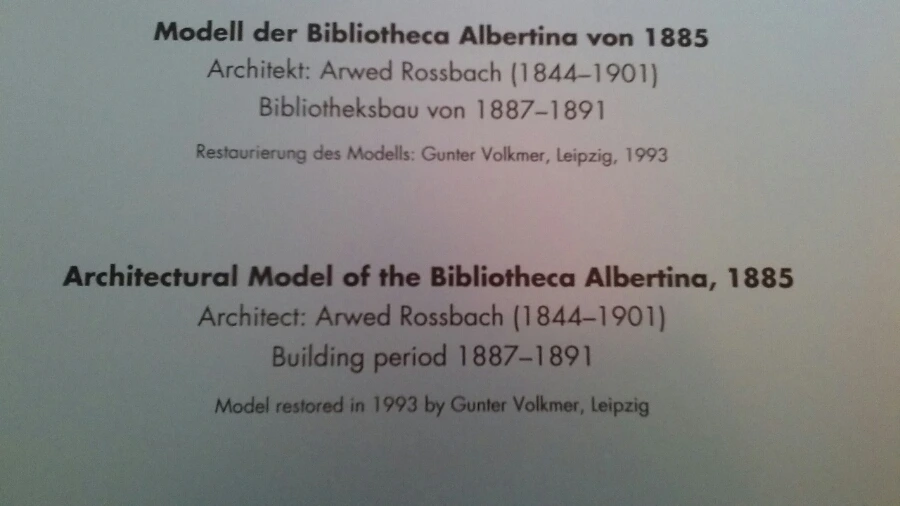 Modell der Bibliotheca Albertina von 1885
Architekt: Arwed Rossbach (1844–1901)
Bibliotheksbau von 1887–1891
Restaurierung des Modells: Gunter Volkmer, Leipzig, 1993
Architectural Model of the Bibliotheca Albertina, 1885
Architect: Arwed Rossbach (1844–1901)
Building period 1887–1891
Model restored in 1993 by Gunter Volkmer, Leipzig